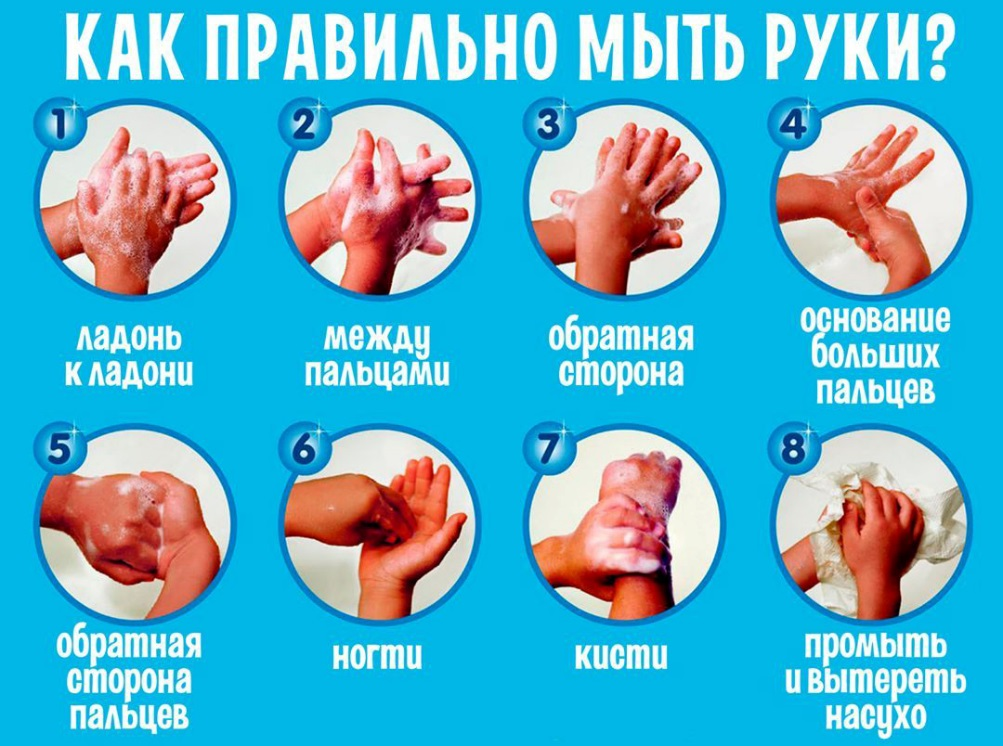 КАК ПРАВИЛЬНО МЫТЬ РУКИ?
1
ладонь
к ладони
2
между
пальцами
3
обратная
сторона
4
основание
больших
пальцев
5
обратная
сторона
пальцев
6
ногти
7
кисти
8
промыть
и вытереть
насухо